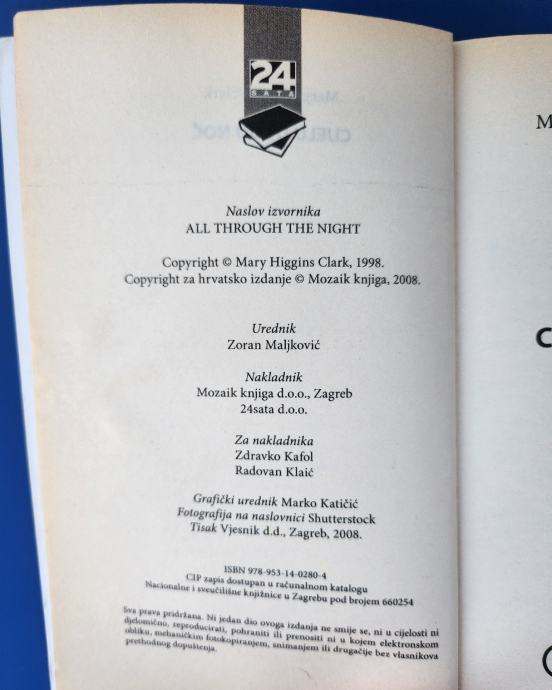 24
SATA
Naslov izvornika
ALL THROUGH THE NIGHT
Copyright © Mary Higgins Clark, 1998.
Copyright za hrvatsko izdanje © Mozaik knjiga, 2008.
Urednik
Zoran Maljković
Nakladnik
Mozaik knjiga d.o.o., Zagreb
24sata d.o.o.
Za nakladnika
Zdravko Kafol
Radovan Klaić
Grafički urednik Marko Katičić
Fotografija na naslovnici Shutterstock
Tisak Vjesnik d.d., Zagreb, 2008.
ISBN 978-953-14-0280-4
CIP zapis dostupan u računalnom katalogu
Nacionalne i sveučilišne knjižnice u Zagrebu pod brojem 660254
Sva prava pridržana. Ni jedan dio ovoga izdanja ne smije se, ni u cijelosti ni
djelomično, reproducirati, pohraniti ili prenositi ni u kojem elektronskom
obliku, mehaničkim fotokopiranjem, snimanjem ili drugačije bez vlasnikova
prethodnog dopuštenja.
M
C